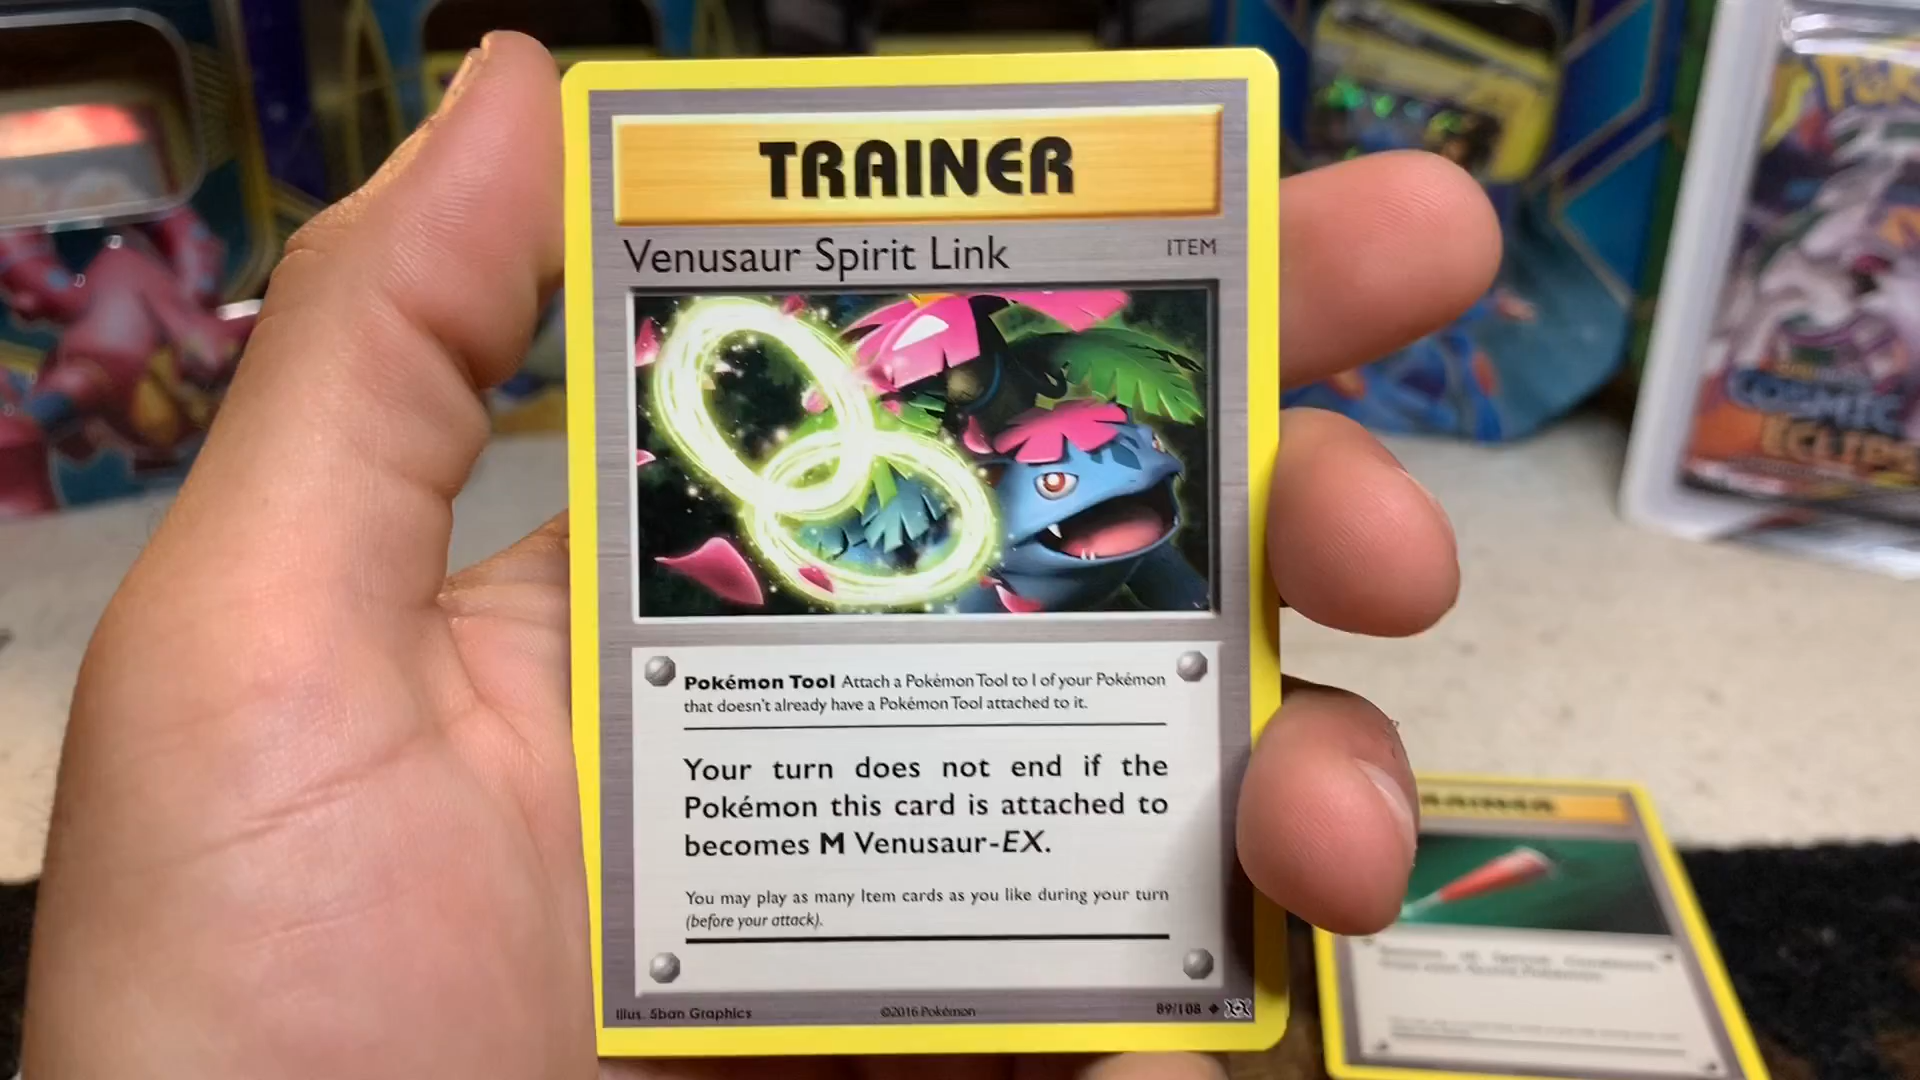 TRAINER
Venusaur Spirit Link
ITEM
Pokémon Tool Attach a Pokémon Tool to 1 of your Pokémon
that doesn't already have a Pokémon Tool attached to it.
Your turn does not end if the
Pokémon this card is attached to
becomes M Venusaur-EX.
You may play as many Item cards as you like during your turn
(before your attack).
Illus. 5ban Graphics
©2016 Pokémon
89/108
COSMIC
ECLIPS
TRAINER